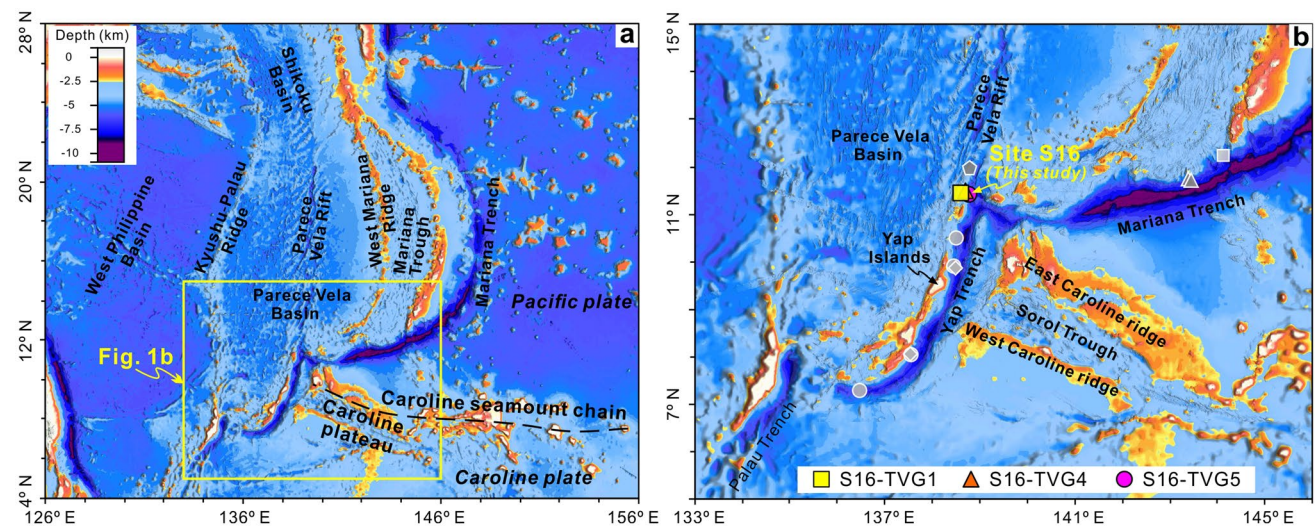 a
Depth (km)
0
-2.5
-5
-7.5
-10
28° N
20° N
12° N
4° N
126° E
136° E
146° E
156° E
Shikoku
Basin
West Philippine
Basin
Kyushu-Palau
Ridge
Parece
Vela Rift
West Mariana
Ridge
Mariana
Trough
Mariana Trench
Pacific plate
Parece Vela
Basin
Fig. 1b
Caroline seamount chain
Caroline
plateau
Caroline plate
b
15° N
11° N
7° N
133° E
137° E
141° E
145° E
Parece
Vela Rift
Parece Vela
Basin
Site S16
(This study)
Mariana Trench
Yap
Islands
Yap Trench
East Caroline ridge
Sorol Trough
West Caroline ridge
Palau Trench
S16-TVG1
S16-TVG4
S16-TVG5